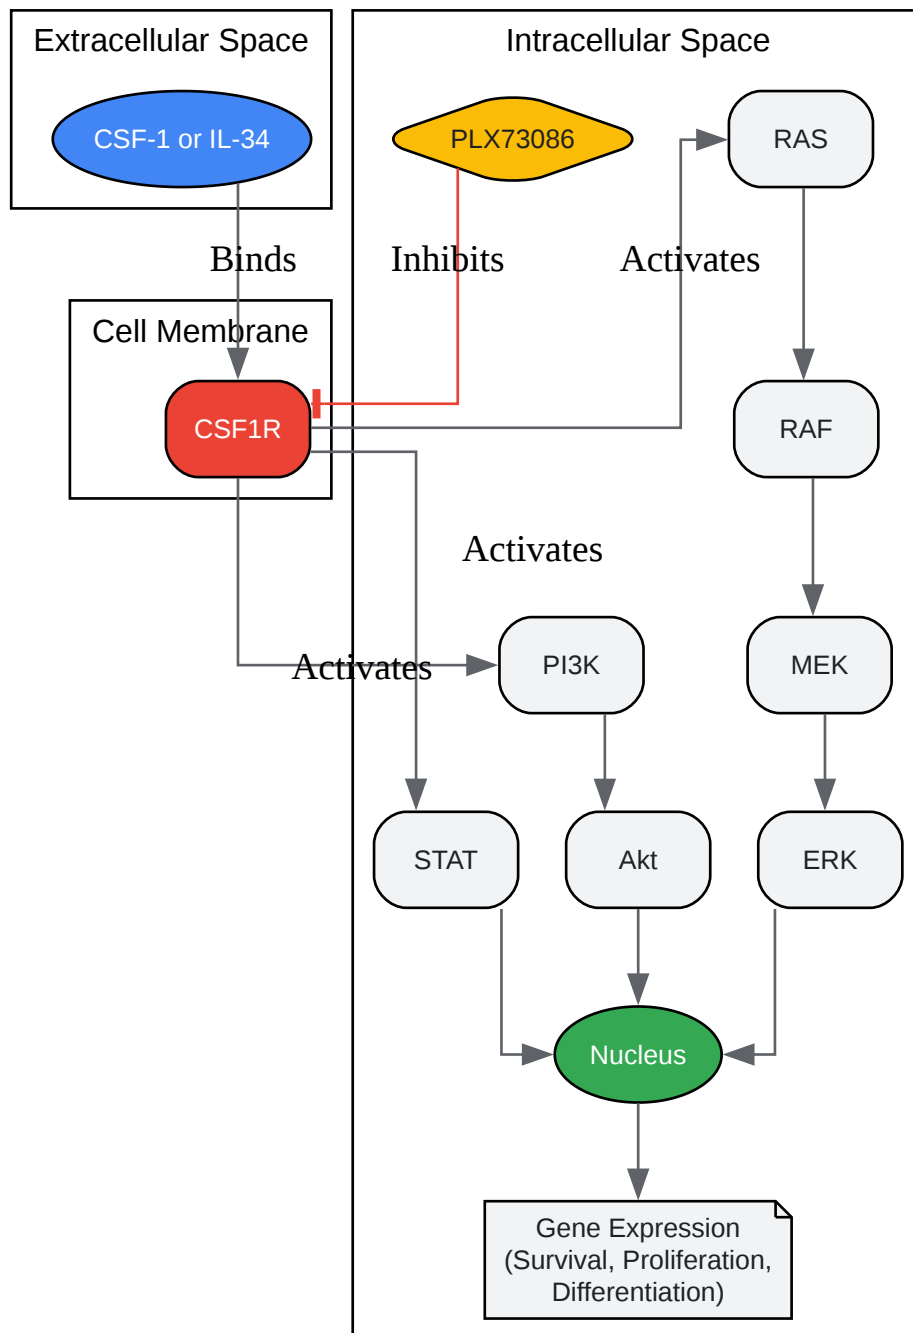 Extracellular Space
Intracellular Space
CSF-1 or IL-34
PLX73086
RAS
Binds
Inhibits
Activates
Cell Membrane
CSF1R
RAF
Activates
Activates
PI3K
MEK
STAT
Akt
ERK
Nucleus
Gene Expression
(Survival, Proliferation,
Differentiation)